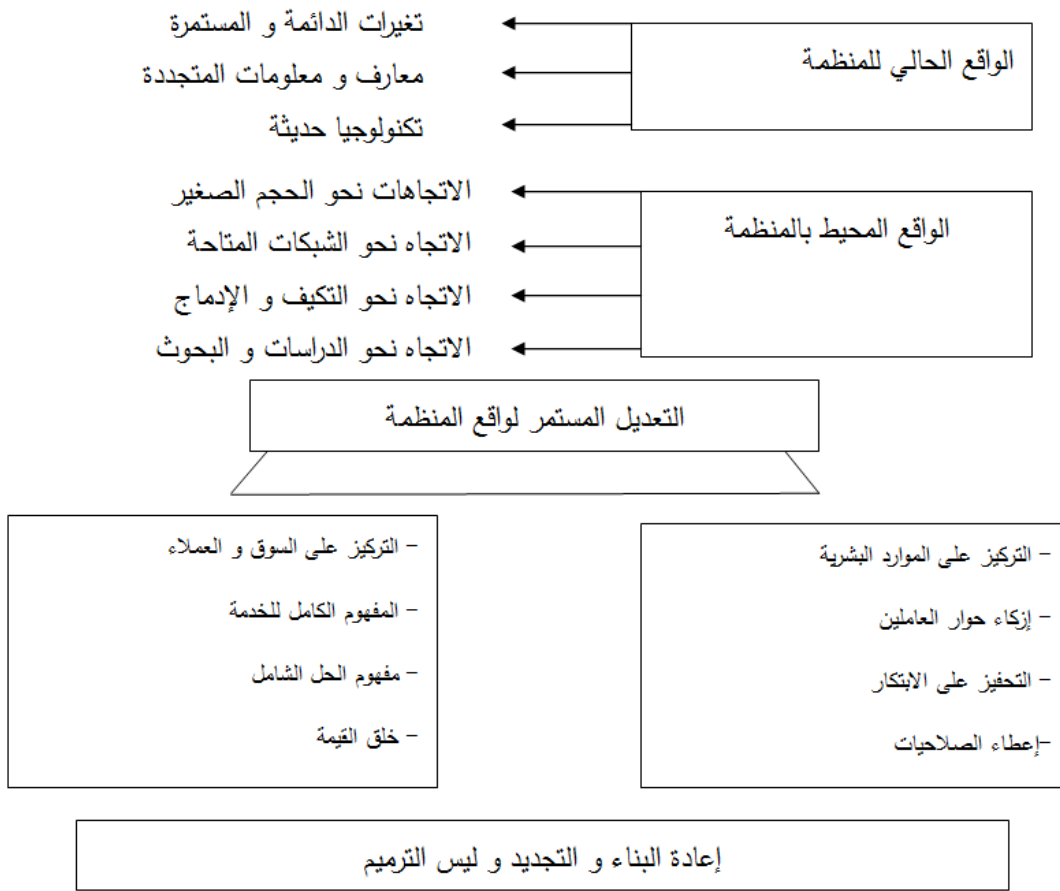 الواقع الحالي للمنظمة
تغيرات الدائمة و المستمرة
معارف و معلومات المتجددة
تكنولوجيا حديثة
الواقع المحيط بالمنظمة
الاتجاهات نحو الحجم الصغير
الاتجاه نحو الشبكات المتاحة
الاتجاه نحو التكيف و الإدماج
الاتجاه نحو الدراسات و البحوث
التعديل المستمر لواقع المنظمة
– التركيز على الموارد البشرية
– إزكاء حوار العاملين
– التحفيز على الابتكار
-إعطاء الصلاحيات
– التركيز على السوق و العملاء
– المفهوم الكامل للخدمة
– مفهوم الحل الشامل
– خلق القيمة
إعادة البناء و التجديد و ليس الترميم